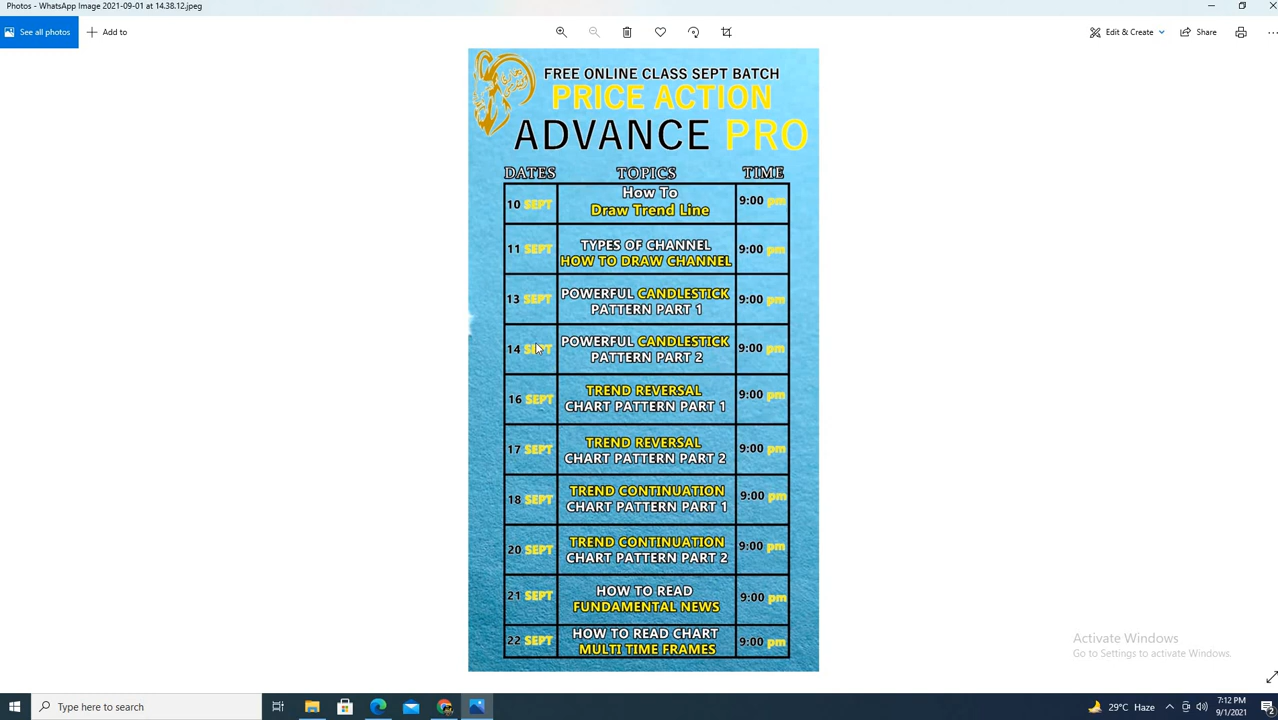 Photos - WhatsApp Image 2021-09-01 at 14.38.12.jpeg
See all photos
Add to
Edit & Create
Share
FREE ONLINE CLASS SEPT BATCH
PRICE ACTION
ADVANCE PRO
DATES TOPICS TIME
10 SEPT How To Draw Trend Line 9:00 pm
11 SEPT TYPES OF CHANNEL HOW TO DRAW CHANNEL 9:00 pm
13 SEPT POWERFUL CANDLESTICK PATTERN PART 1 9:00 pm
14 SEPT POWERFUL CANDLESTICK PATTERN PART 2 9:00 pm
16 SEPT TREND REVERSAL CHART PATTERN PART 1 9:00 pm
17 SEPT TREND REVERSAL CHART PATTERN PART 2 9:00 pm
18 SEPT TREND CONTINUATION CHART PATTERN PART 1 9:00 pm
20 SEPT TREND CONTINUATION CHART PATTERN PART 2 9:00 pm
21 SEPT HOW TO READ FUNDAMENTAL NEWS 9:00 pm
22 SEPT HOW TO READ CHART MULTI TIME FRAMES 9:00 pm
Activate Windows
Go to Settings to activate Windows.
Type here to search
29°C Haze
7:12 PM
9/1/2021
2